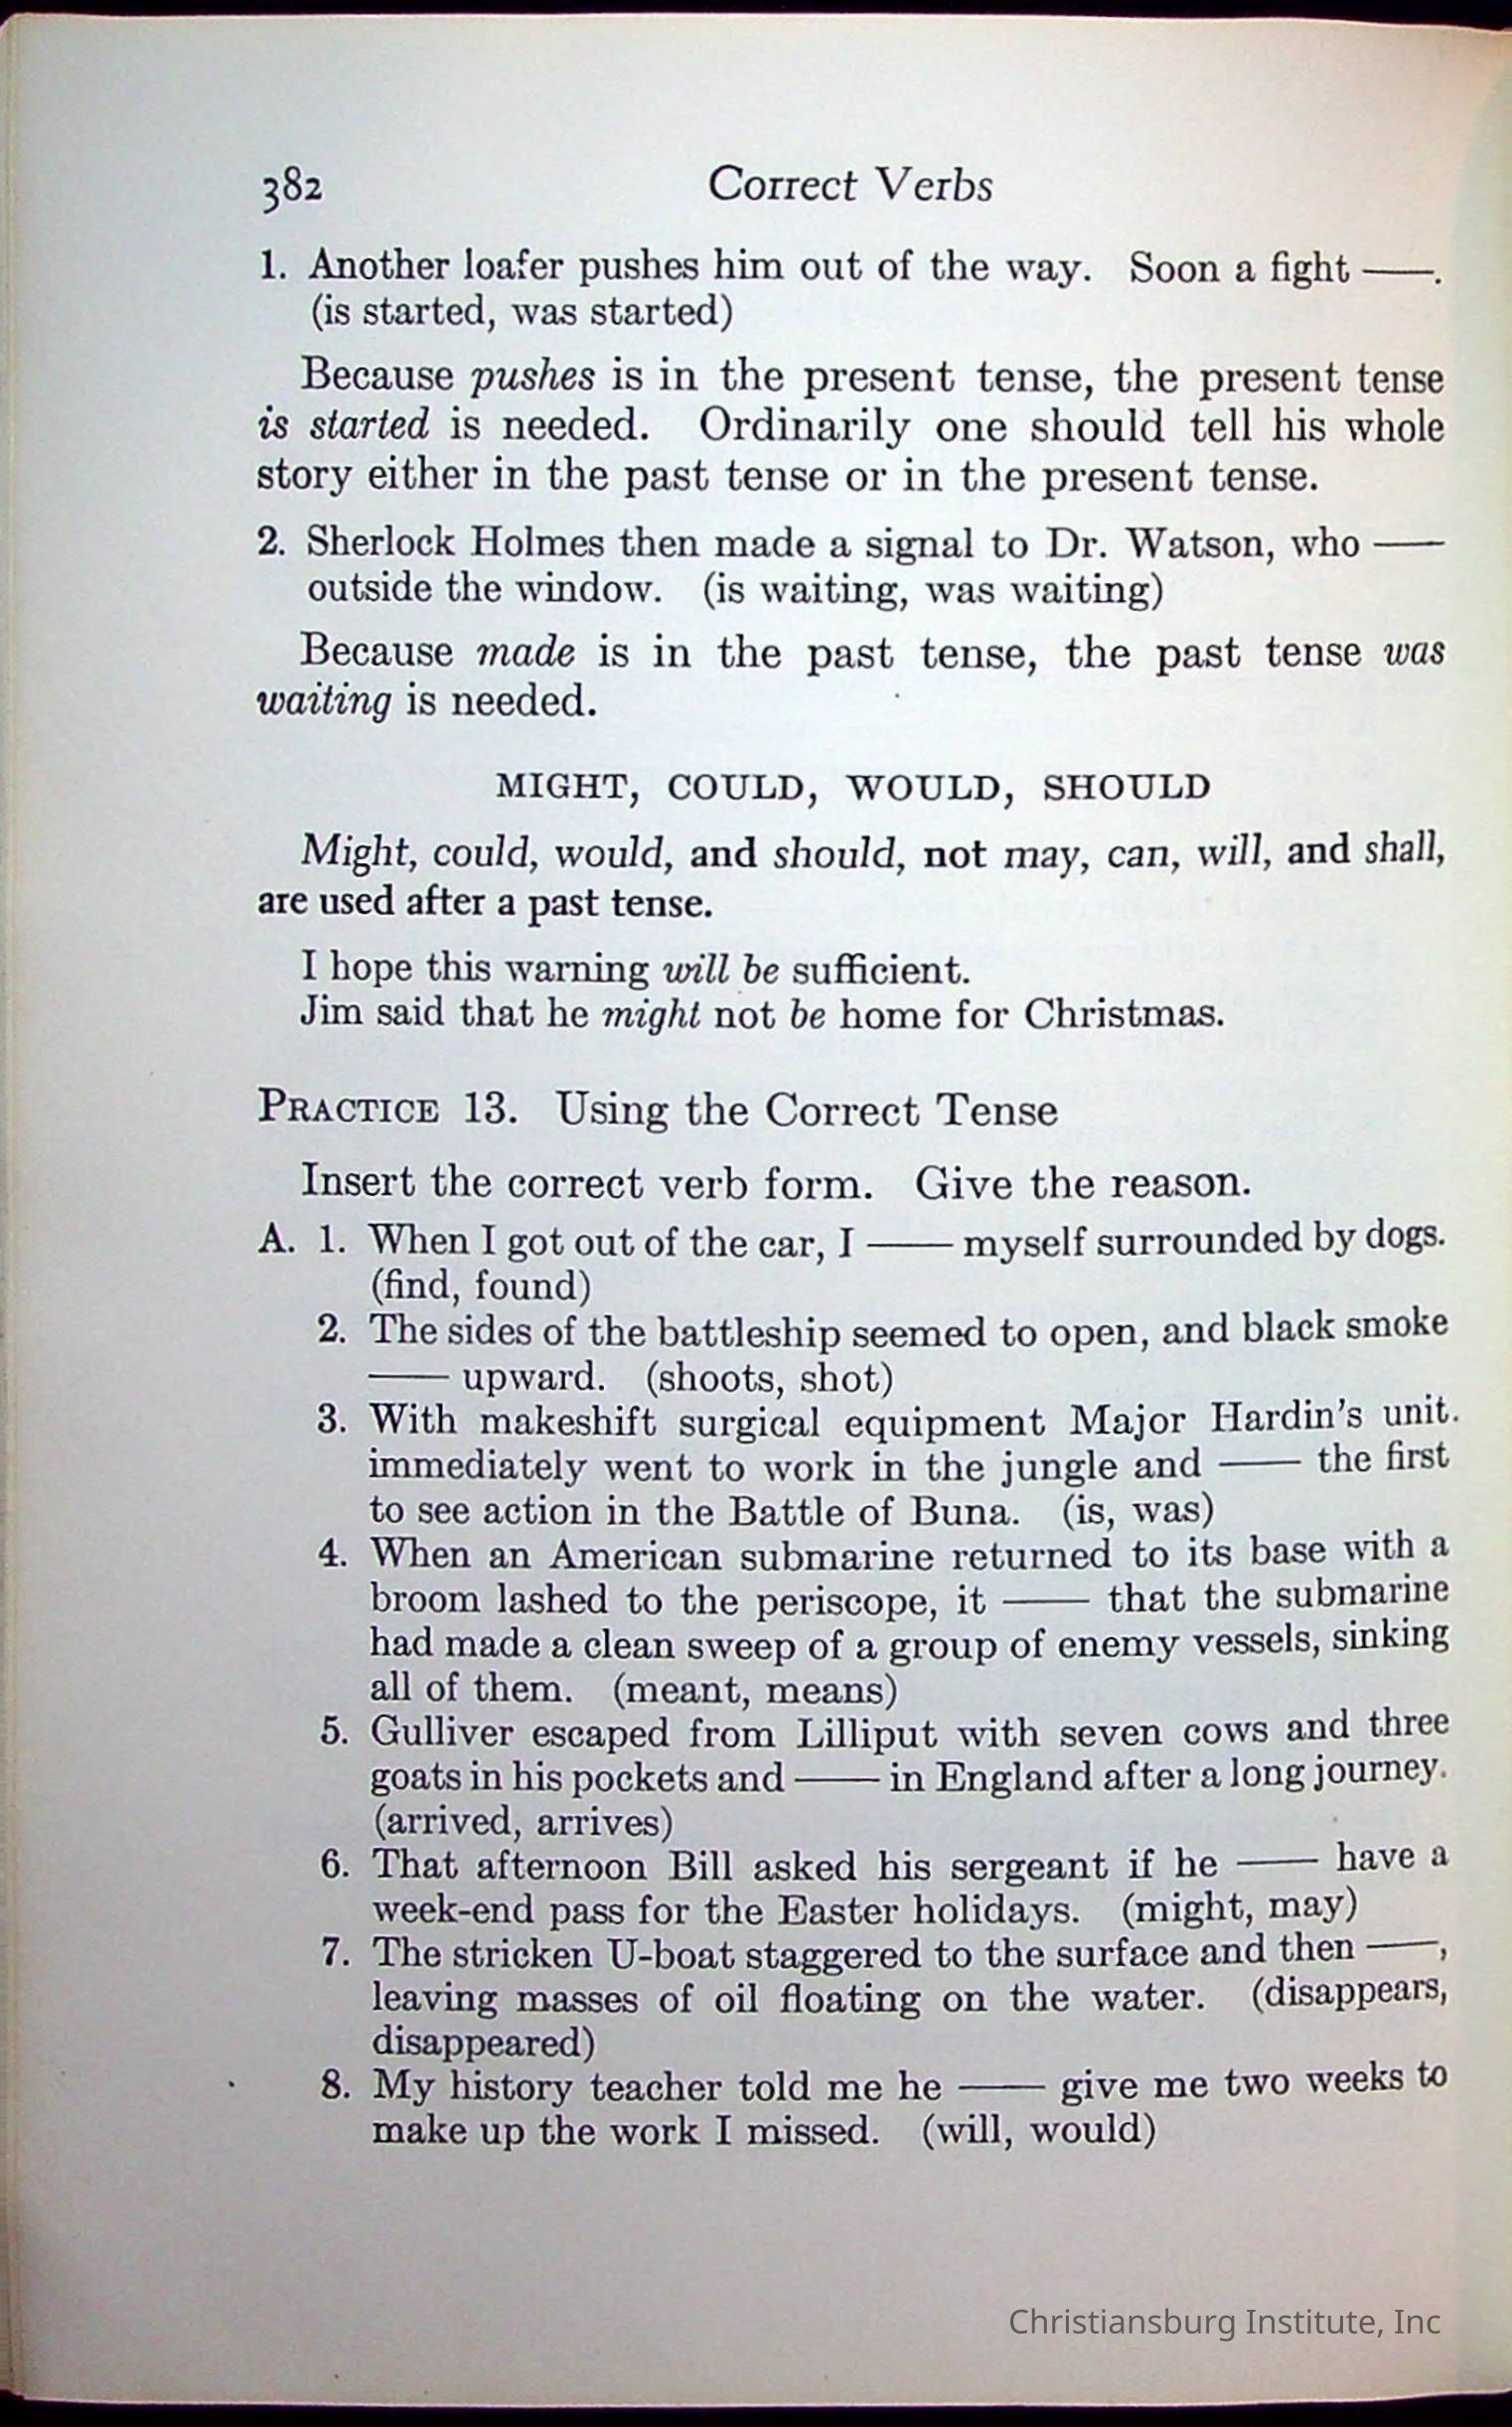 382 Correct Verbs
1. Another loafer pushes him out of the way. Soon a fight ——.
(is started, was started)
Because pushes is in the present tense, the present tense
is started is needed. Ordinarily one should tell his whole
story either in the past tense or in the present tense.
2. Sherlock Holmes then made a signal to Dr. Watson, who ——
outside the window. (is waiting, was waiting)
Because made is in the past tense, the past tense was
waiting is needed.
MIGHT, COULD, WOULD, SHOULD
Might, could, would, and should, not may, can, will, and shall,
are used after a past tense.
I hope this warning will be sufficient.
Jim said that he might not be home for Christmas.
PRACTICE 13. Using the Correct Tense
Insert the correct verb form. Give the reason.
A. 1. When I got out of the car, I —— myself surrounded by dogs.
(find, found)
2. The sides of the battleship seemed to open, and black smoke
—— upward. (shoots, shot)
3. With makeshift surgical equipment Major Hardin's unit.
immediately went to work in the jungle and —— the first
to see action in the Battle of Buna. (is, was)
4. When an American submarine returned to its base with a
broom lashed to the periscope, it —— that the submarine
had made a clean sweep of a group of enemy vessels, sinking
all of them. (meant, means)
5. Gulliver escaped from Lilliput with seven cows and three
goats in his pockets and —— in England after a long journey.
(arrived, arrives)
6. That afternoon Bill asked his sergeant if he —— have a
week-end pass for the Easter holidays. (might, may)
7. The stricken U-boat staggered to the surface and then ——,
leaving masses of oil floating on the water. (disappears,
disappeared)
8. My history teacher told me he —— give me two weeks to
make up the work I missed. (will, would)
Christiansburg Institute, Inc